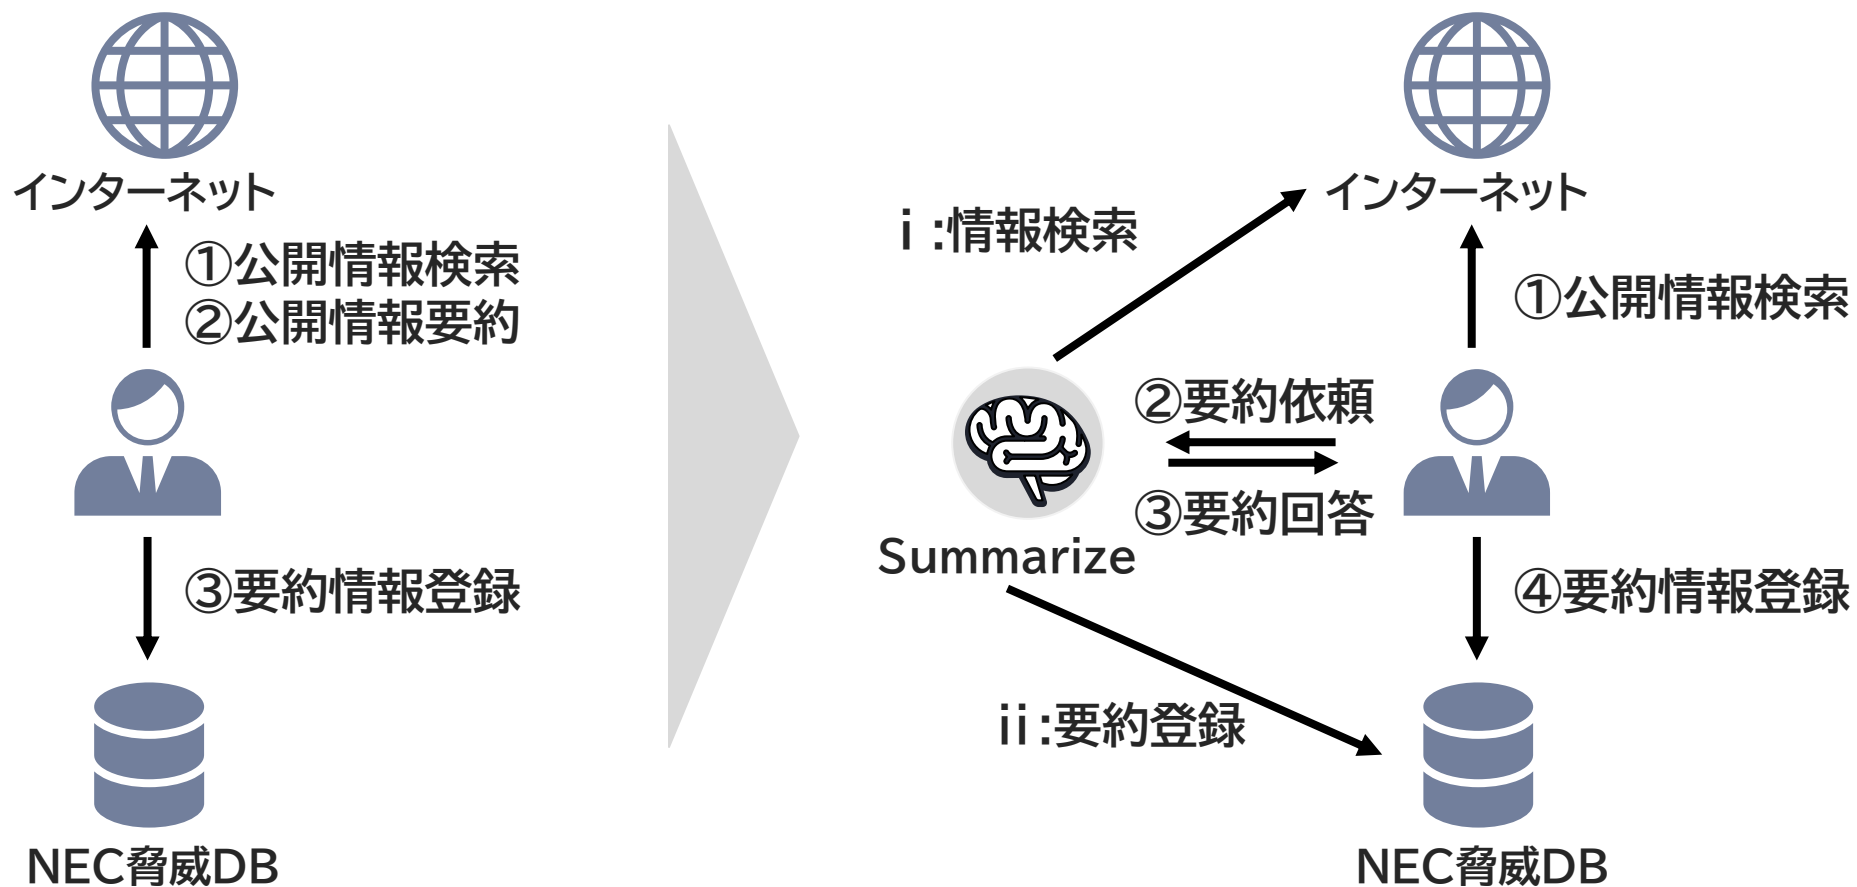 インターネット
①公開情報検索
②公開情報要約
③要約情報登録
NEC脅威DB
インターネット
ⅰ:情報検索
①公開情報検索
②要約依頼
③要約回答
Summarize
④要約情報登録
ⅱ:要約登録
NEC脅威DB